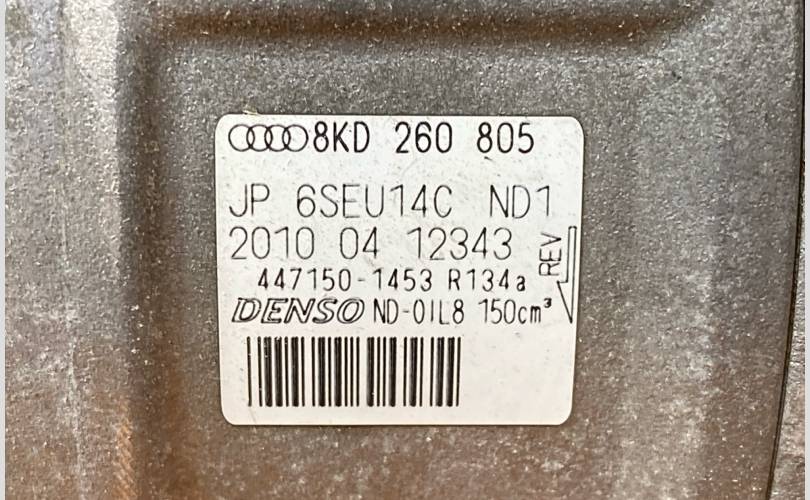 8KD 260 805
JP 6SEU14C ND1
2010 04 12343
REV
447150-1453 R134a
DENSO ND-OIL8 150cm³